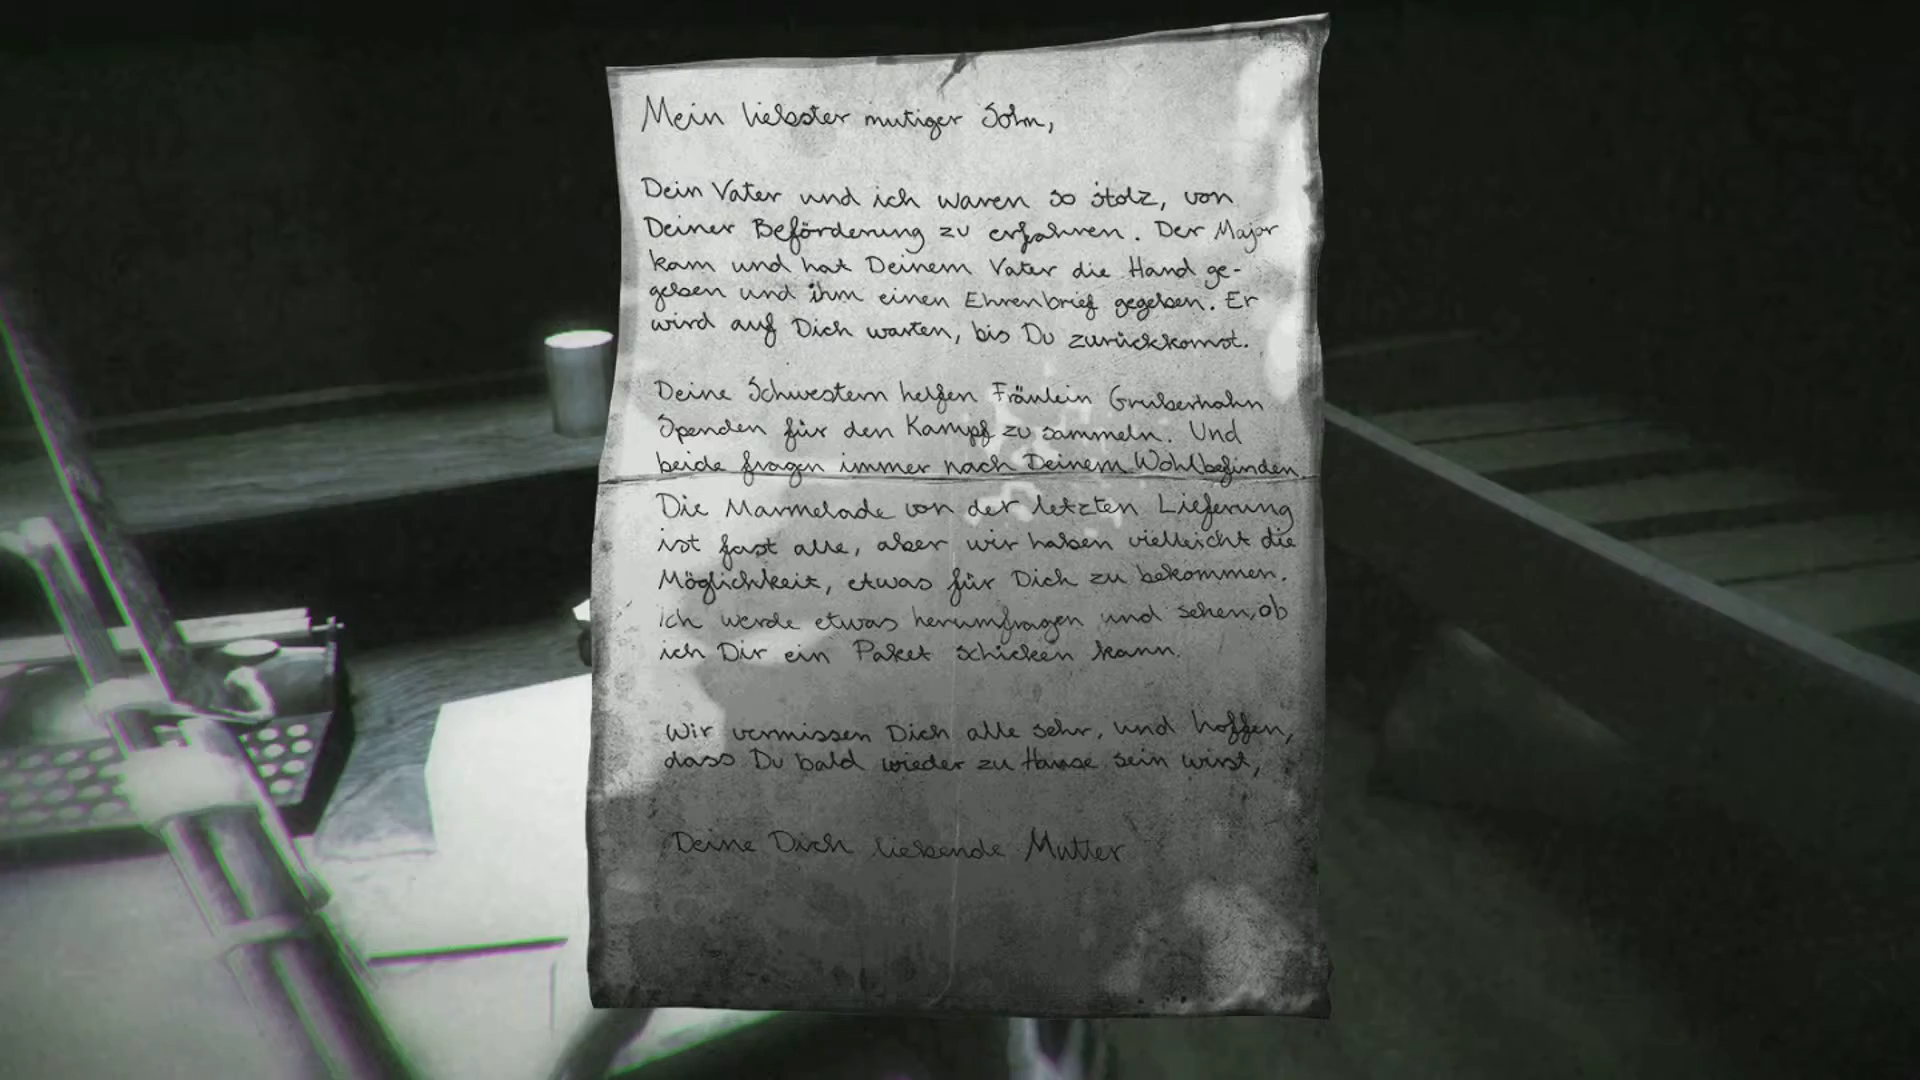 Mein liebster mutiger Sohn,
Dein Vater und ich waren so stolz, von
Deiner Beförderung zu erfahren. Der Major
kam und hat Deinem Vater die Hand ge-
geben und ihm einen Ehrenbrief gegeben. Er
wird auf Dich warten, bis Du zurückkomst.
Deine Schwestern helfen Fräulein Gruberhahn
Spenden für den Kampf zu sammeln. Und
beide fragen immer nach Deinem Wohlbefinden.
Die Marmelade von der letzten Lieferung
ist fast alle, aber wir haben vielleicht die
Möglichkeit, etwas für Dich zu bekommen.
Ich werde etwas herumfragen und sehen, ob
ich Dir ein Paket schicken kann.
Wir vermissen Dich alle sehr, und hoffen,
dass Du bald wieder zu Hause sein wirst,
Deine Dich liebende Mutter